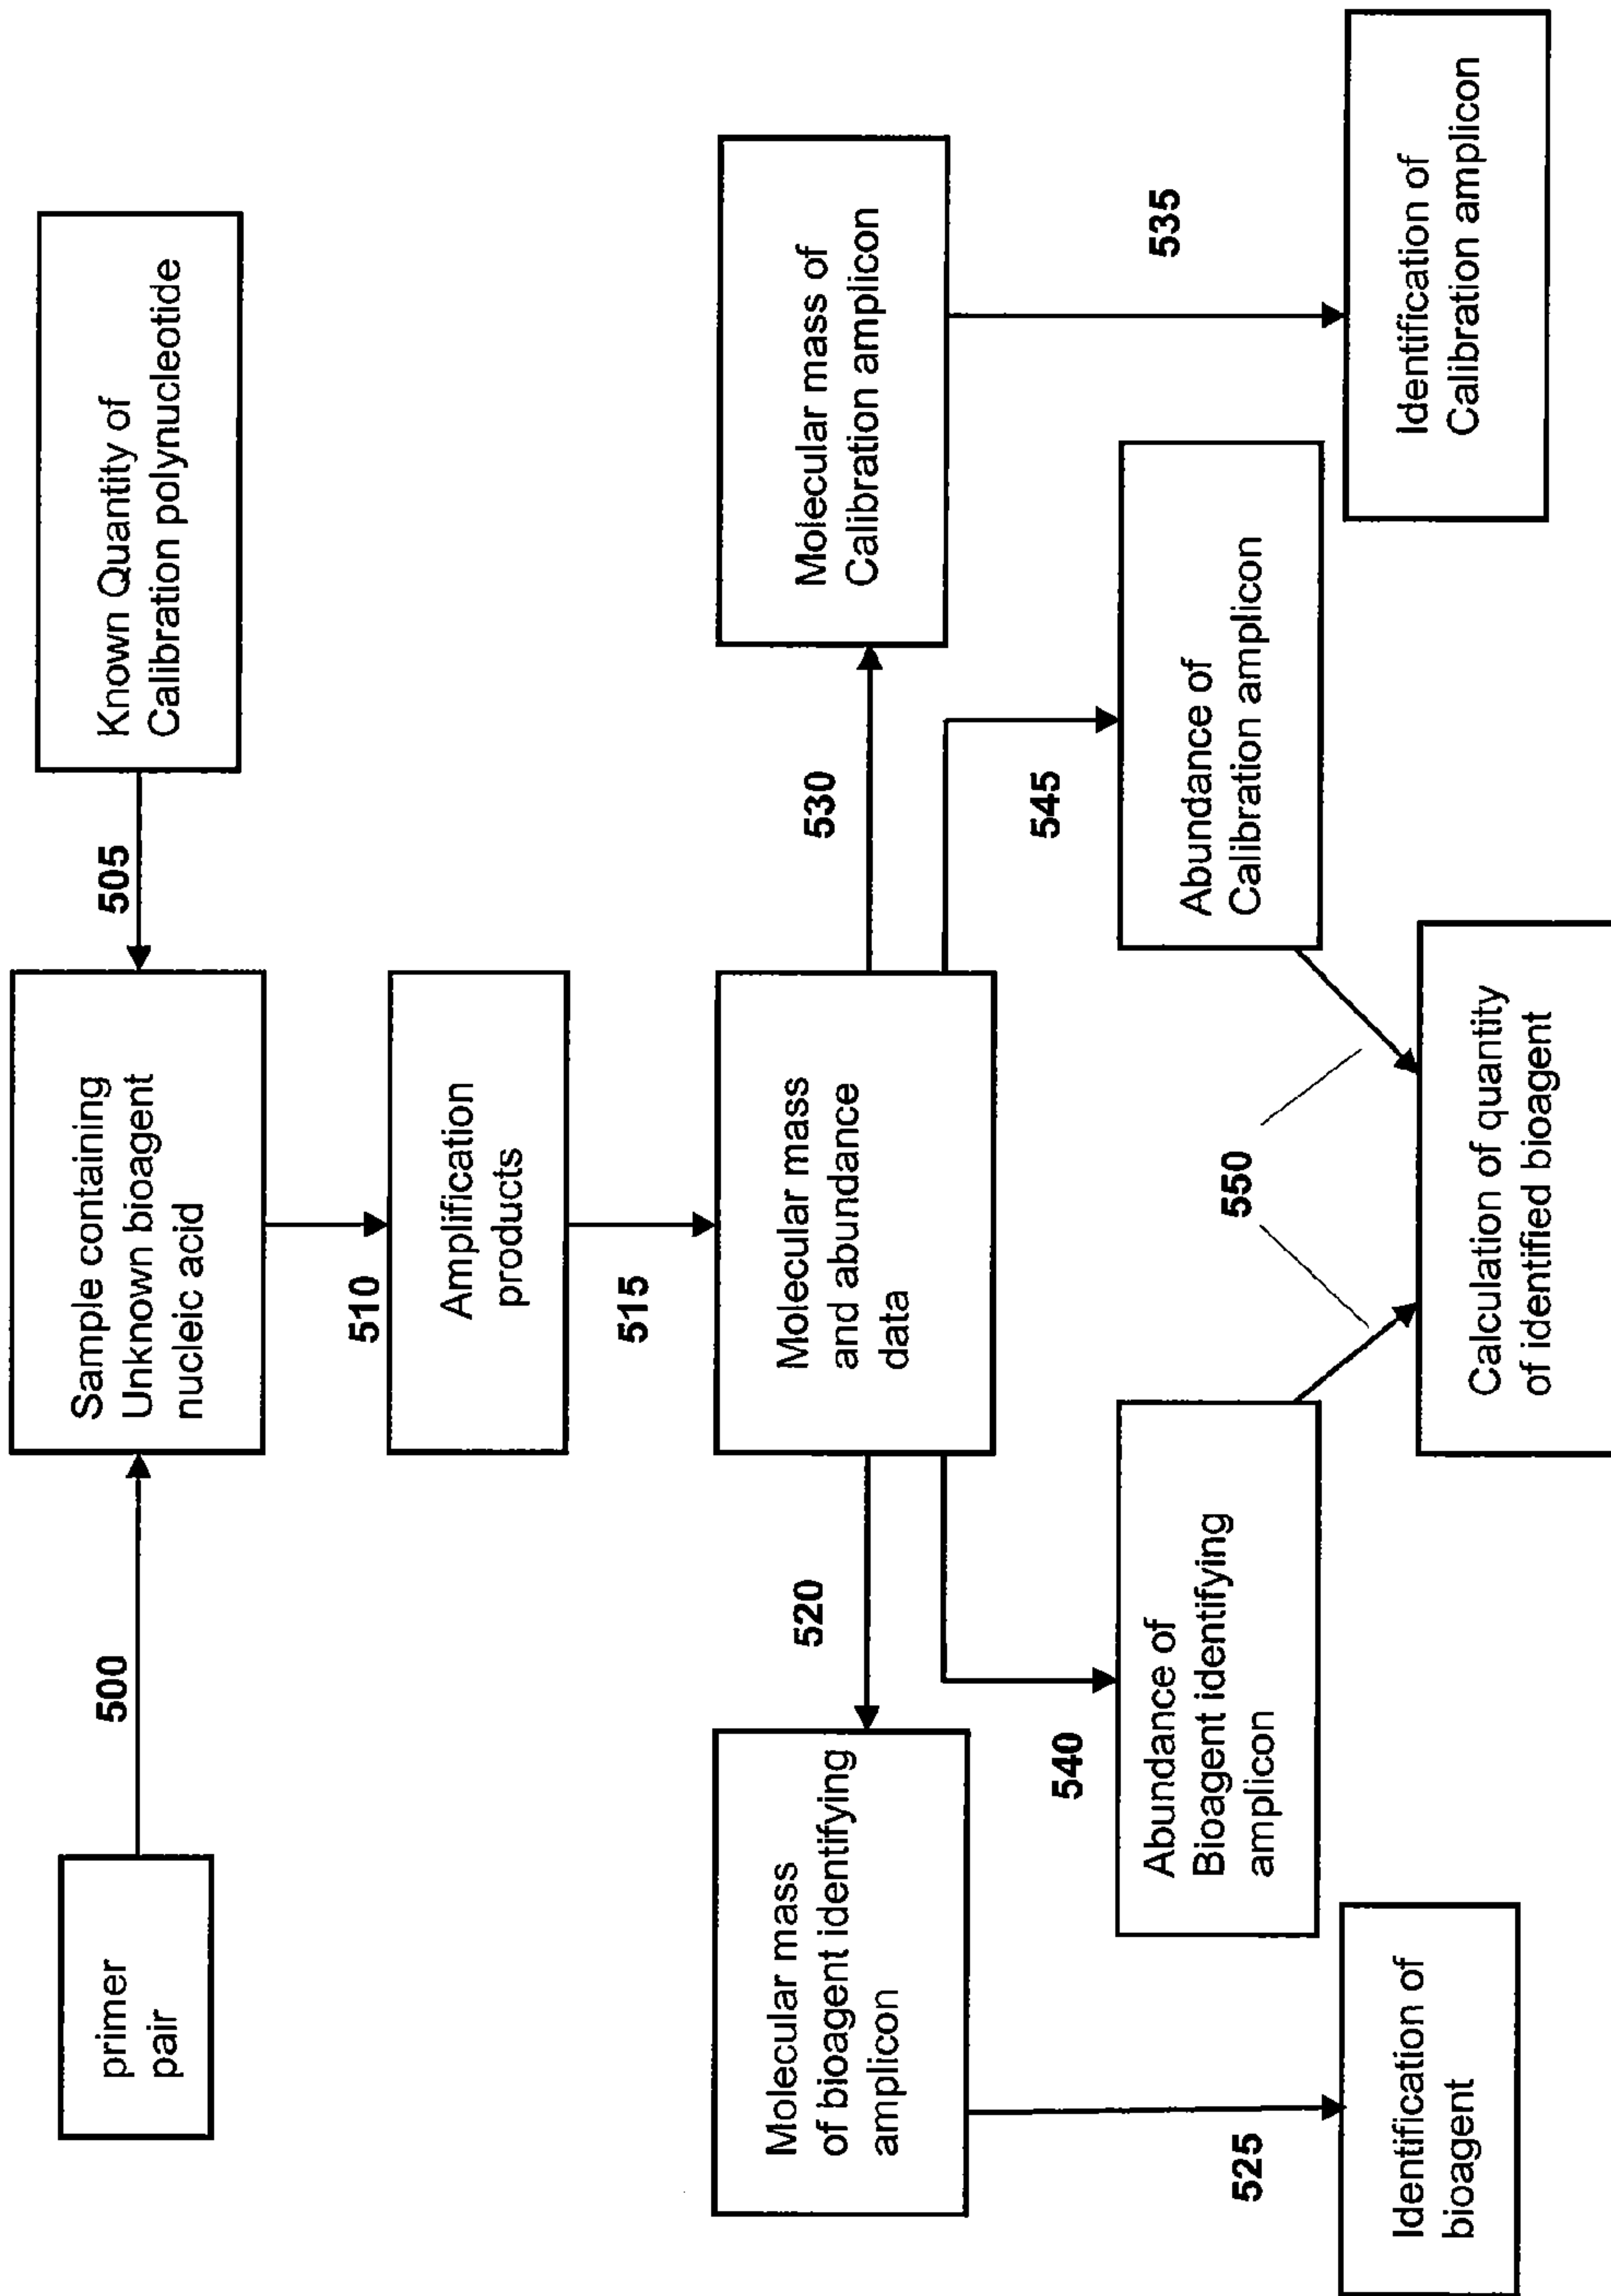 primer
pair
500
Sample containing
Unknown bioagent
nucleic acid
505
Known Quantity of
Calibration polynucleotide
510
Amplification
products
515
Molecular mass
and abundance
data
520
Molecular mass
of bioagent identifying
amplicon
530
Molecular mass of
Calibration amplicon
540
Abundance of
Bioagent identifying
amplicon
545
Abundance of
Calibration amplicon
525
Identification of
bioagent
550
Calculation of quantity
of identified bioagent
535
Identification of
Calibration amplicon